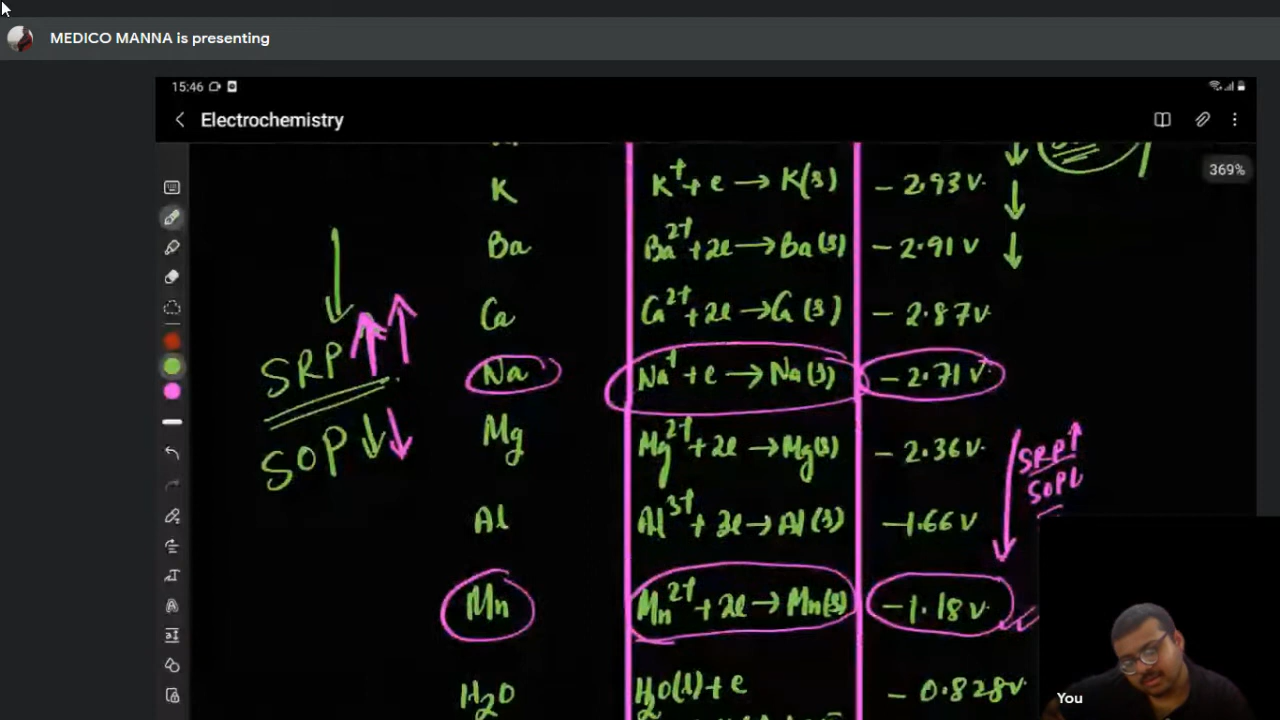 MEDICO MANNA is presenting
15:46
Electrochemistry
369%
K K⁺ + e → K(s) - 2.93 V.
Ba Ba²⁺ + 2e → Ba(s) - 2.91 V
Ca Ca²⁺ + 2e → Ca(s) - 2.87 V
SRP ↑↑
Na Na⁺ + e → Na(s) - 2.71 V
SOP ↓↓
Mg Mg²⁺ + 2e → Mg(s) - 2.36 V.
SRP↑
SOP↓
Al Al³⁺ + 3e → Al(s) -1.66 V
Mn Mn²⁺ + 2e → Mn(s) -1.18 V.
H₂O H₂O(l) + e - 0.828 V
You